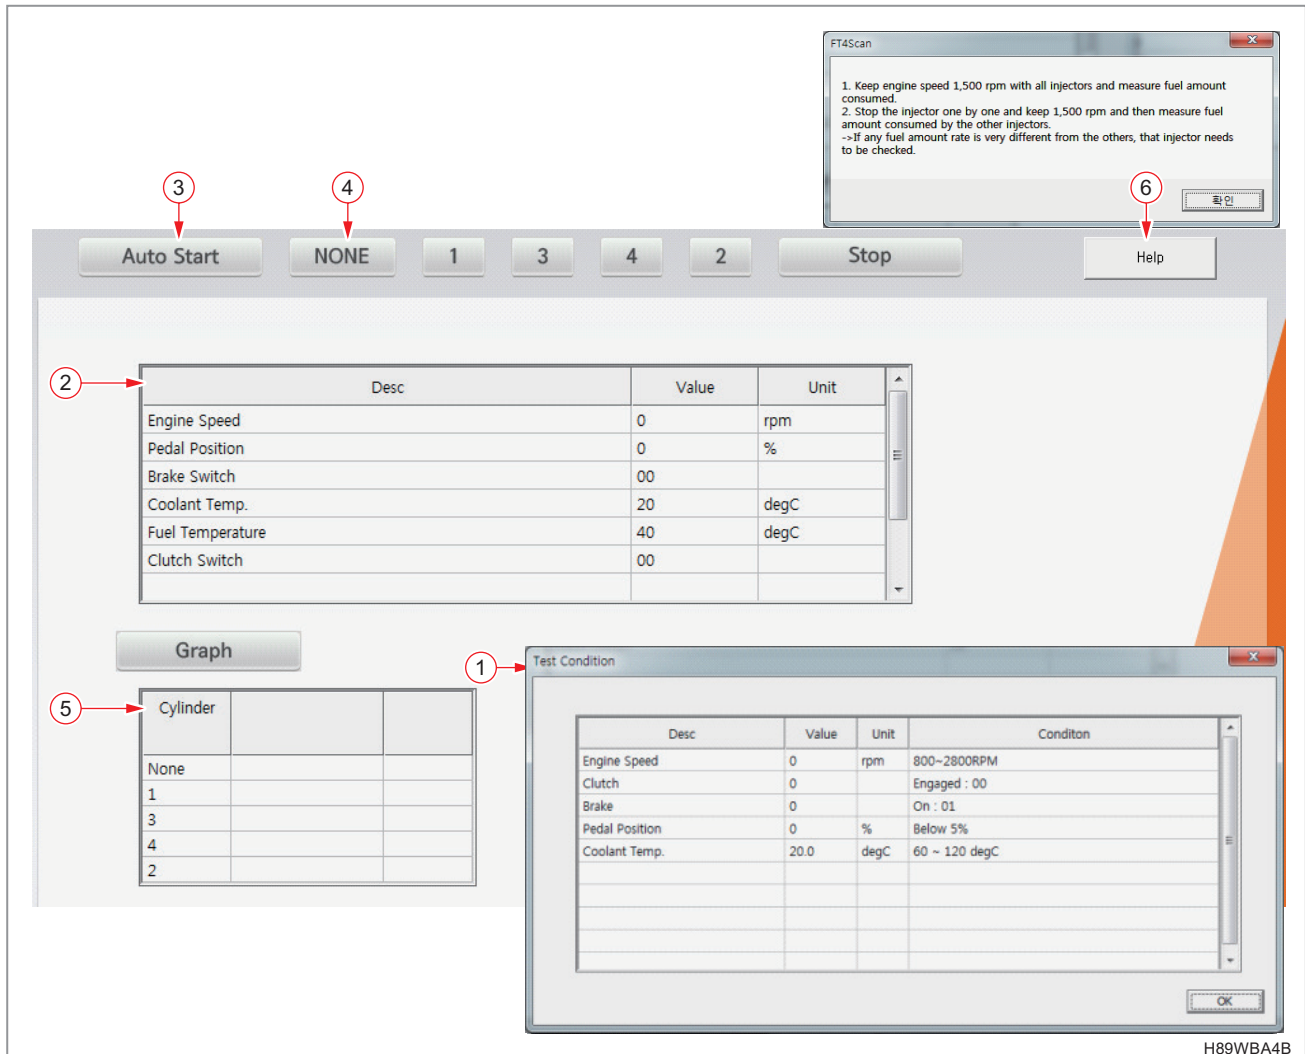 FT4Scan
1. Keep engine speed 1,500 rpm with all injectors and measure fuel amount
consumed.
2. Stop the injector one by one and keep 1,500 rpm and then measure fuel
amount consumed by the other injectors.
->If any fuel amount rate is very different from the others, that injector needs
to be checked.
확인
3 4 6
Auto Start NONE 1 3 4 2 Stop Help
2
Desc Value Unit
Engine Speed 0 rpm
Pedal Position 0 %
Brake Switch 00
Coolant Temp. 20 degC
Fuel Temperature 40 degC
Clutch Switch 00
Graph
5
Cylinder
None
1
3
4
2
1
Test Condition
Desc Value Unit Conditon
Engine Speed 0 rpm 800~2800RPM
Clutch 0 Engaged : 00
Brake 0 On : 01
Pedal Position 0 % Below 5%
Coolant Temp. 20.0 degC 60 ~ 120 degC
OK
H89WBA4B